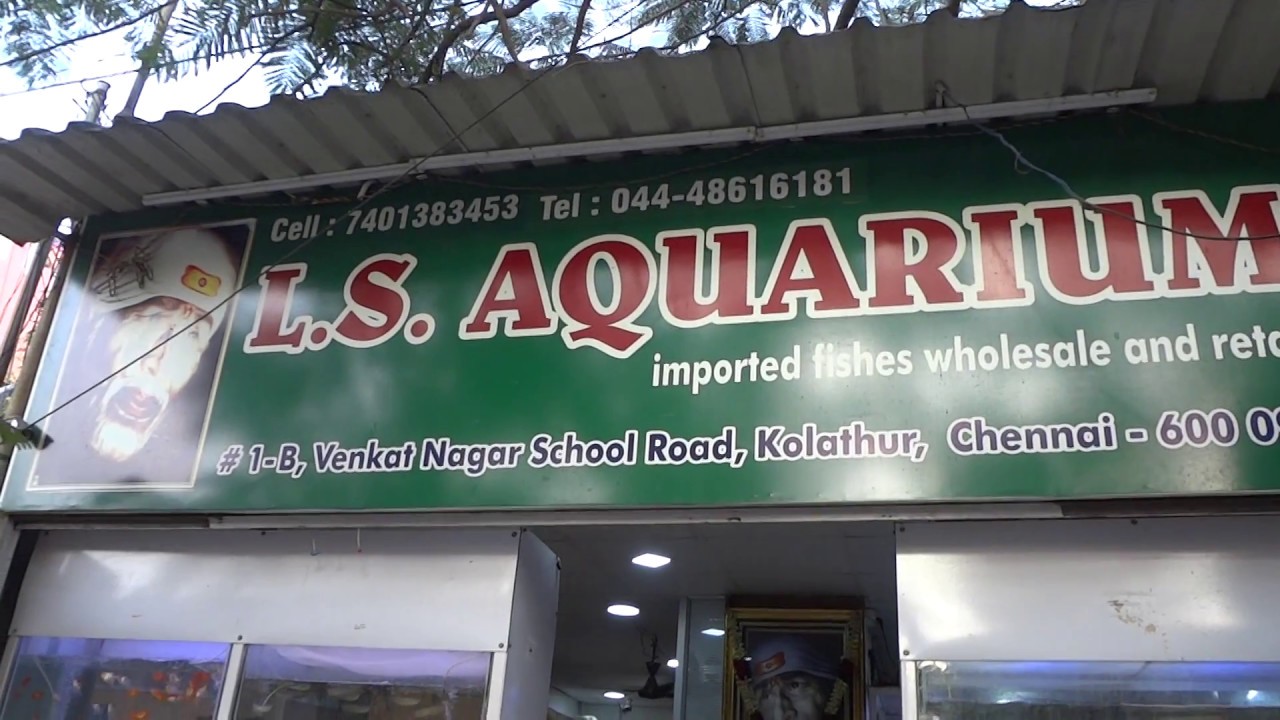 Cell : 7401383453 Tel : 044-48616181
L.S. AQUARIUM
imported fishes wholesale and
# 1-B, Venkat Nagar School Road, Kolathur, Chennai - 600